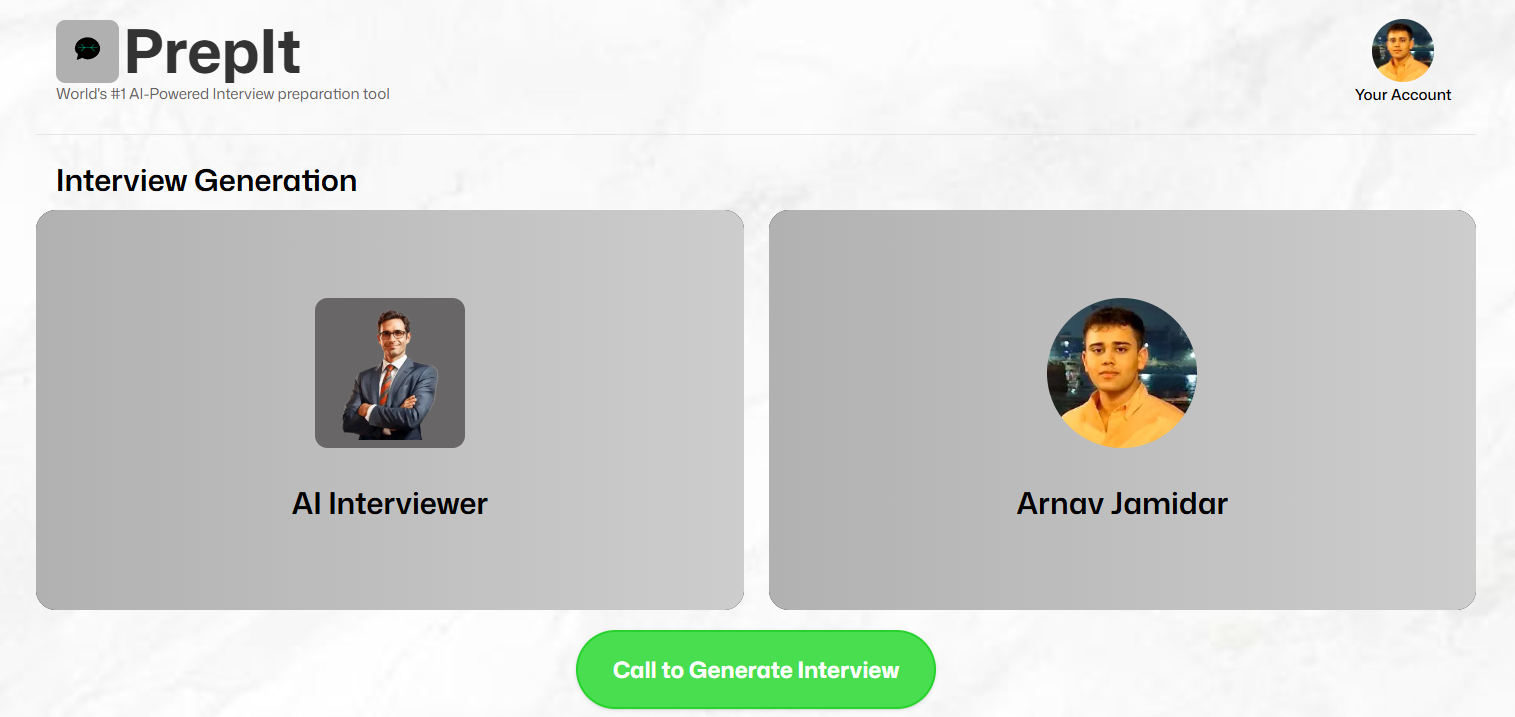 PrepIt
World's #1 AI-Powered Interview preparation tool
Your Account
Interview Generation
AI Interviewer
Arnav Jamidar
Call to Generate Interview